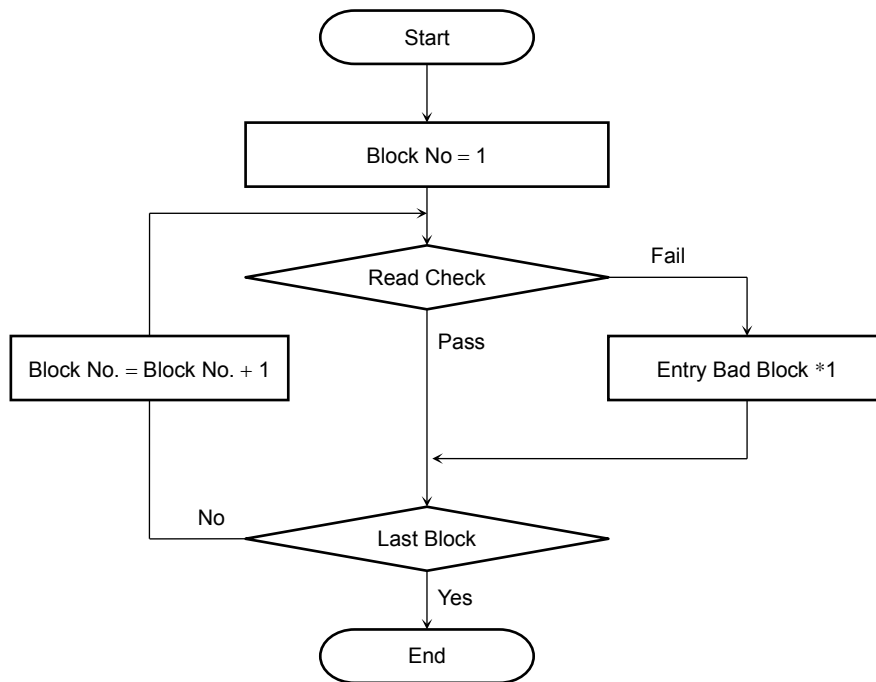 Start
Block No = 1
Read Check
Fail
Pass
Block No. = Block No. + 1
Entry Bad Block *1
No
Last Block
Yes
End